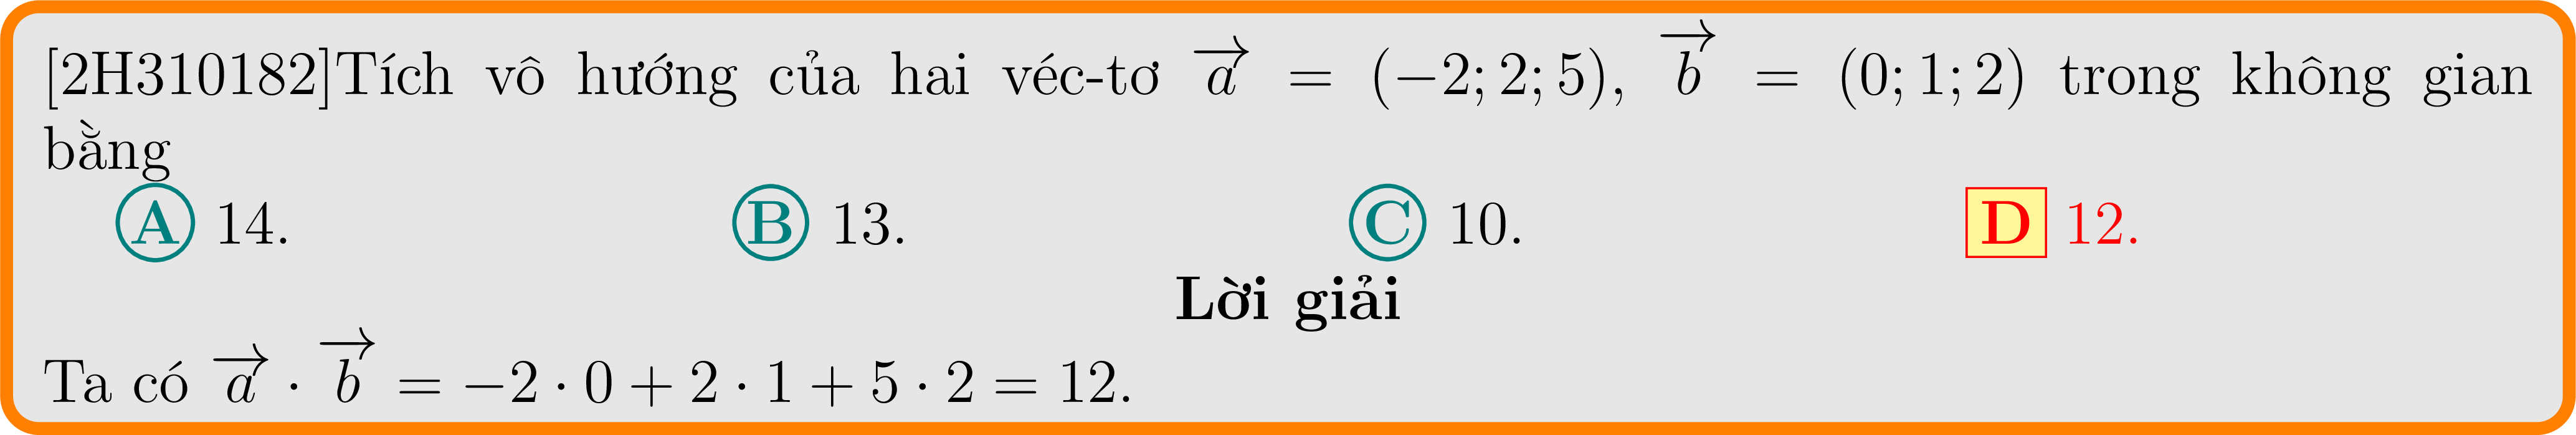 [2H310182]Tích vô hướng của hai véc-tơ $\overrightarrow{a} = (-2; 2; 5)$, $\overrightarrow{b} = (0; 1; 2)$ trong không gian
bằng
A 14. B 13. C 10. D 12.
Lời giải
Ta có $\overrightarrow{a} \cdot \overrightarrow{b} = -2 \cdot 0 + 2 \cdot 1 + 5 \cdot 2 = 12.$